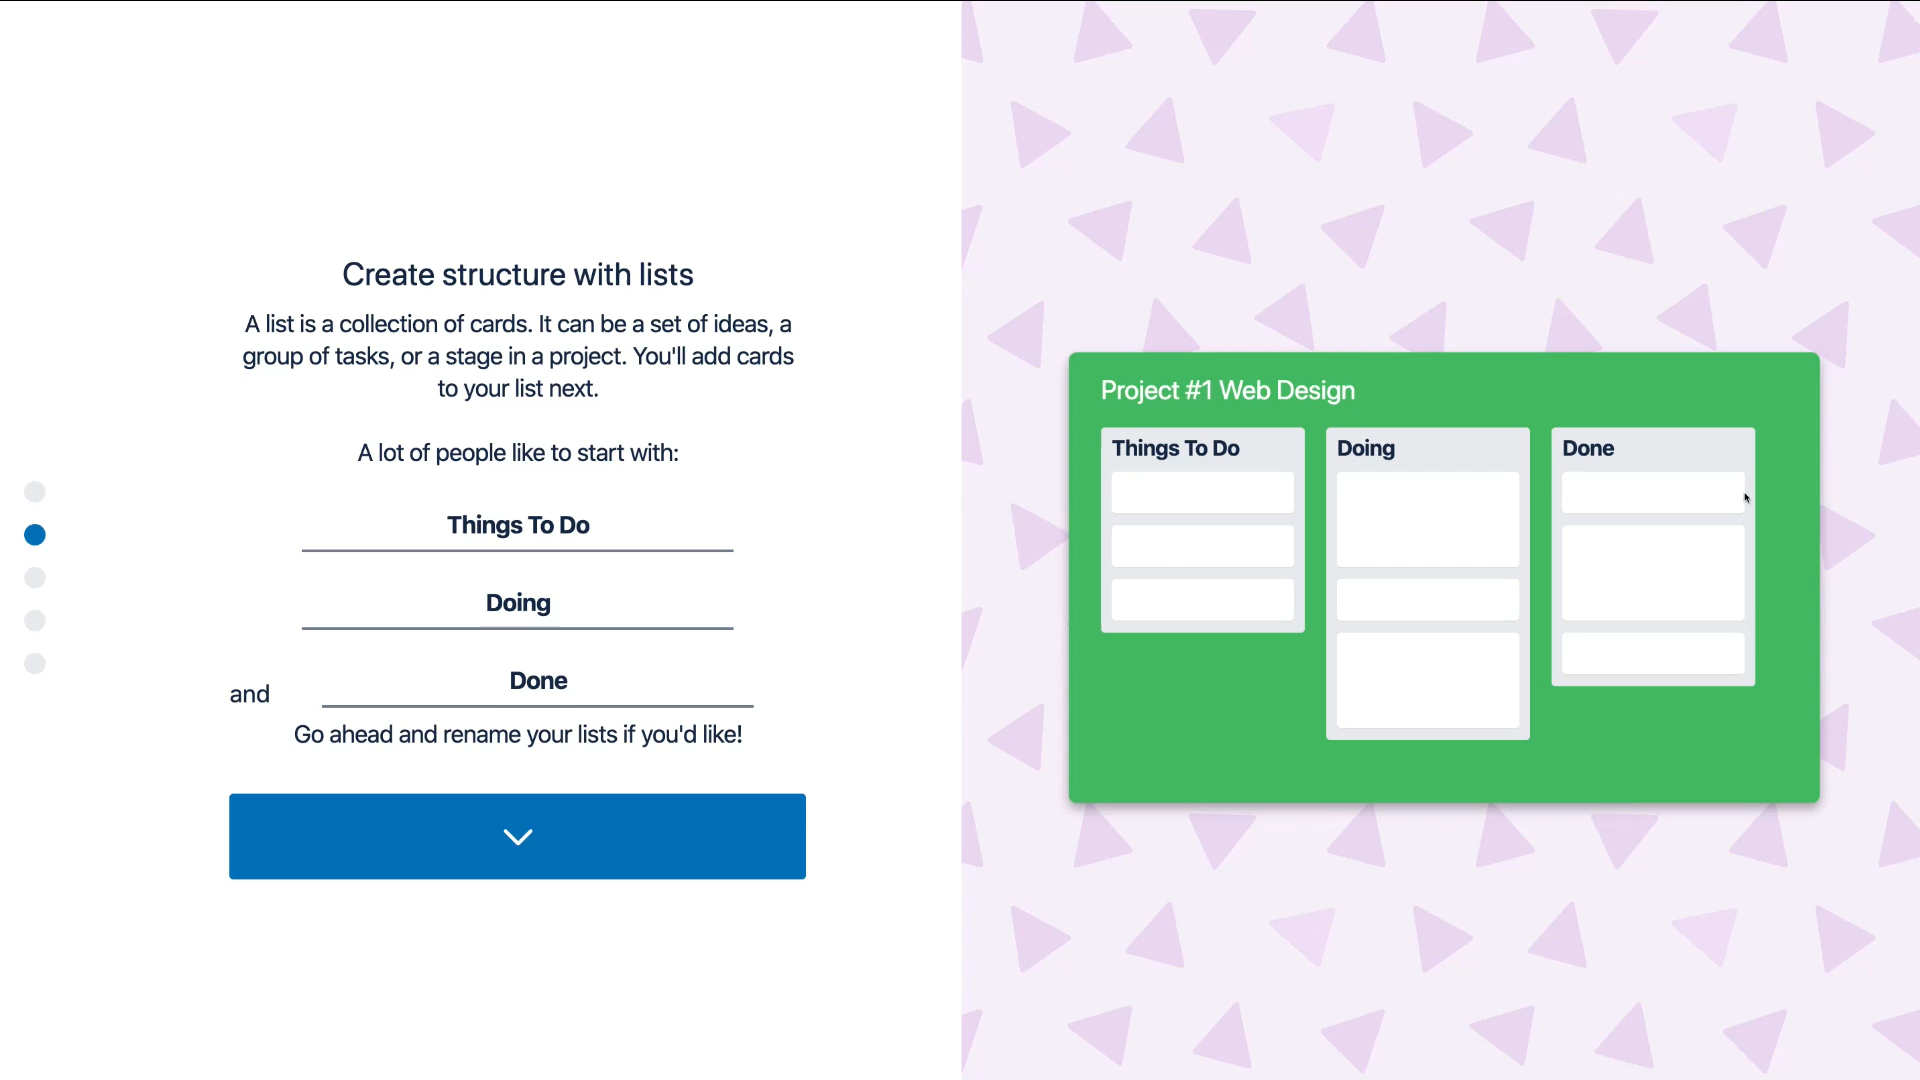 Create structure with lists
A list is a collection of cards. It can be a set of ideas, a
group of tasks, or a stage in a project. You'll add cards
to your list next.
A lot of people like to start with:
Things To Do
Doing
and Done
Go ahead and rename your lists if you'd like!
Project #1 Web Design
Things To Do
Doing
Done